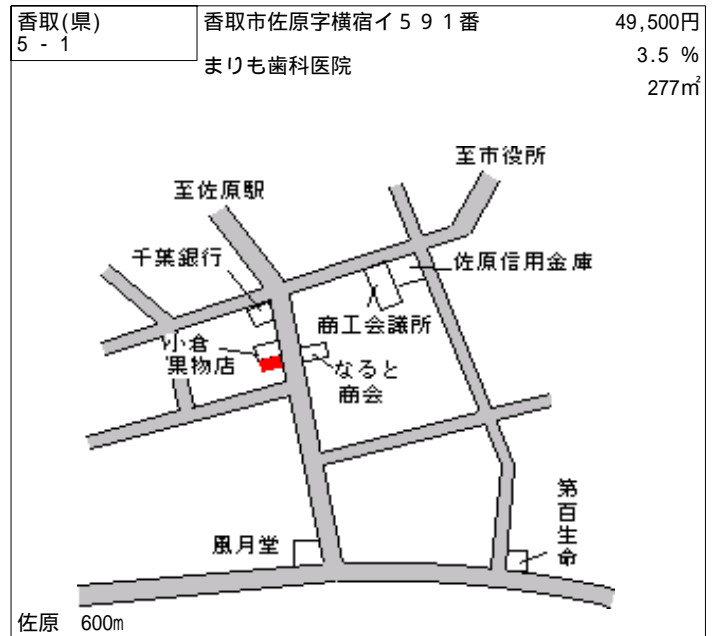 香取(県)
5 - 1
香取市佐原字横宿イ５９１番
まりも歯科医院
49,500円
3.5 %
277㎡
至市役所
至佐原駅
千葉銀行
佐原信用金庫
商工会議所
小倉
果物店
なると
商会
第百生命
風月堂
佐原 600m